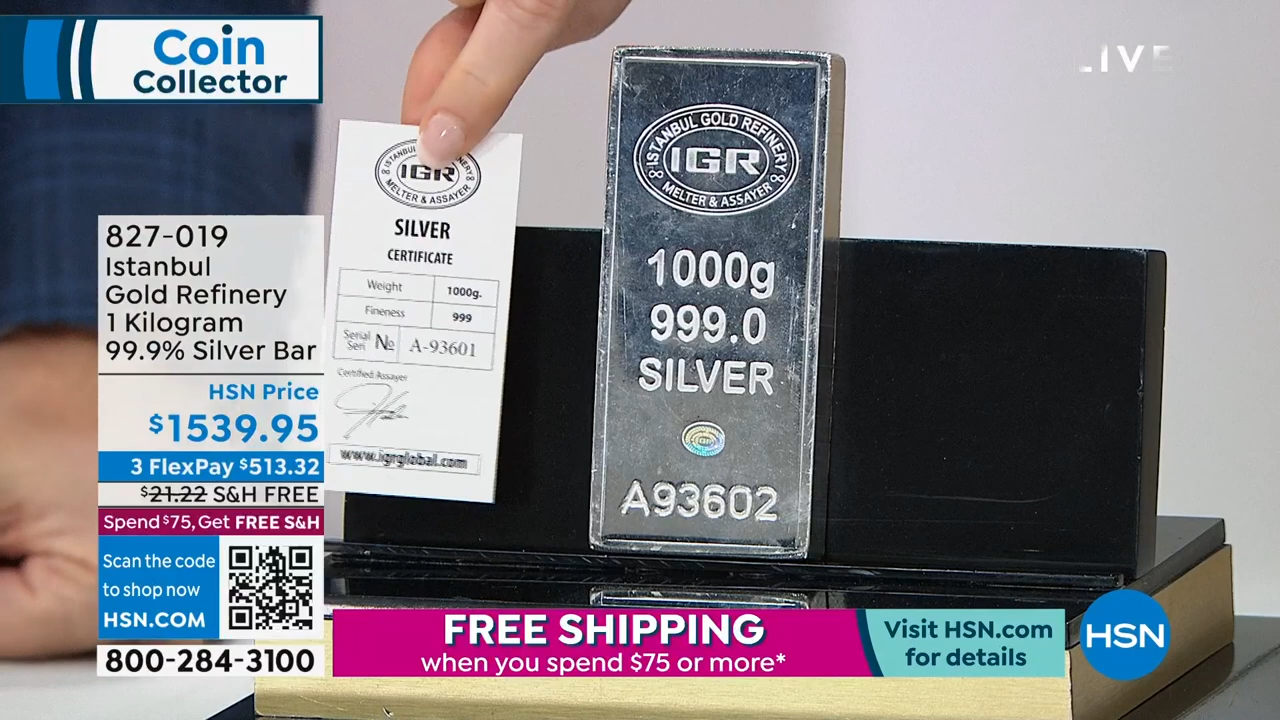 Coin
Collector
LIVE
827-019
Istanbul
Gold Refinery
1 Kilogram
99.9% Silver Bar
HSN Price
$1539.95
3 FlexPay $513.32
$21.22 S&H FREE
Spend $75, Get FREE S&H
Scan the code
to shop now
HSN.COM
800-284-3100
ISTANBUL
NERY
IGR
MELTER & ASSAYER
SILVER
CERTIFICATE
Weight 1000g.
Fineness 999
Serial
Seri
№ A-93601
Certified Assayer
www.igrglobal.com
ISTANBUL GOLD REFINERY
IGR
MELTER & ASSAYER
1000g
999.0
SILVER
IGR
A93602
FREE SHIPPING
when you spend $75 or more*
Visit HSN.com
for details
HSN